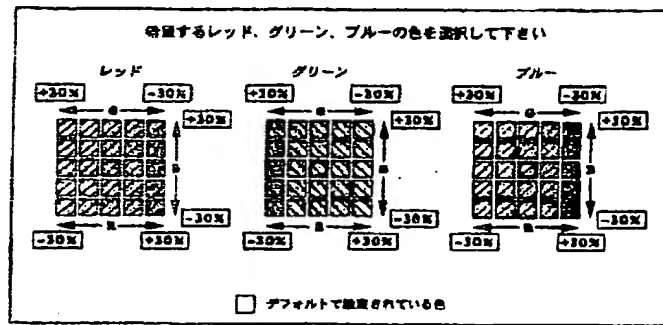 希望するレッド、グリーン、ブルーの色を選択して下さい
レッド グリーン ブルー
+30% -30% +30% -30% +30% -30%
G G G
+30% +30% +30%
B B B
-30% -30% -30%
R R R
-30% +30% -30% +30% -30% +30%
デフォルトで設定されている色